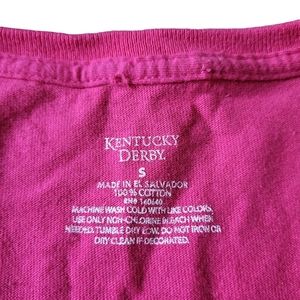 KENTUCKY
DERBY.
S
MADE IN EL SALVADOR
100% COTTON
RN# 140640
MACHINE WASH COLD WITH LIKE COLORS.
USE ONLY NON-CHLORINE BLEACH WHEN
NEEDED. TUMBLE DRY LOW. DO NOT IRON OR
DRY CLEAN IF DECORATED.